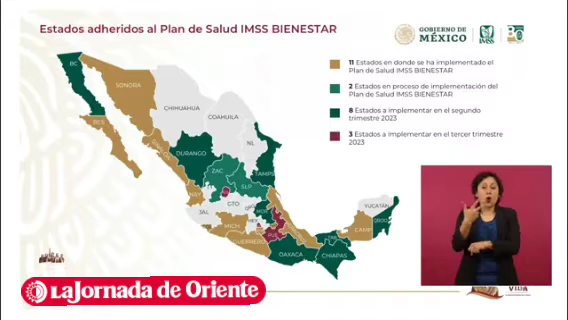 Estados adheridos al Plan de Salud IMSS BIENESTAR
GOBIERNO DE
MÉXICO
IMSS
11 Estados en donde se ha implementado el
Plan de Salud IMSS BIENESTAR
2 Estados en proceso de implementación del
Plan de Salud IMSS BIENESTAR
8 Estados a implementar en el segundo
trimestre 2023
3 Estados a implementar en el tercer trimestre
2023
BC
SONORA
CHIHUAHUA
COAHUILA
BCS
NL
DURANGO
TAMPS
ZAC
SLP
NAY
JAL
GTO
MICH
GUERRERO
PUE
OAXACA
CHIAPAS
TAB
CAMP
YUCATÁN
QROO
La Jornada de Oriente
VIDA